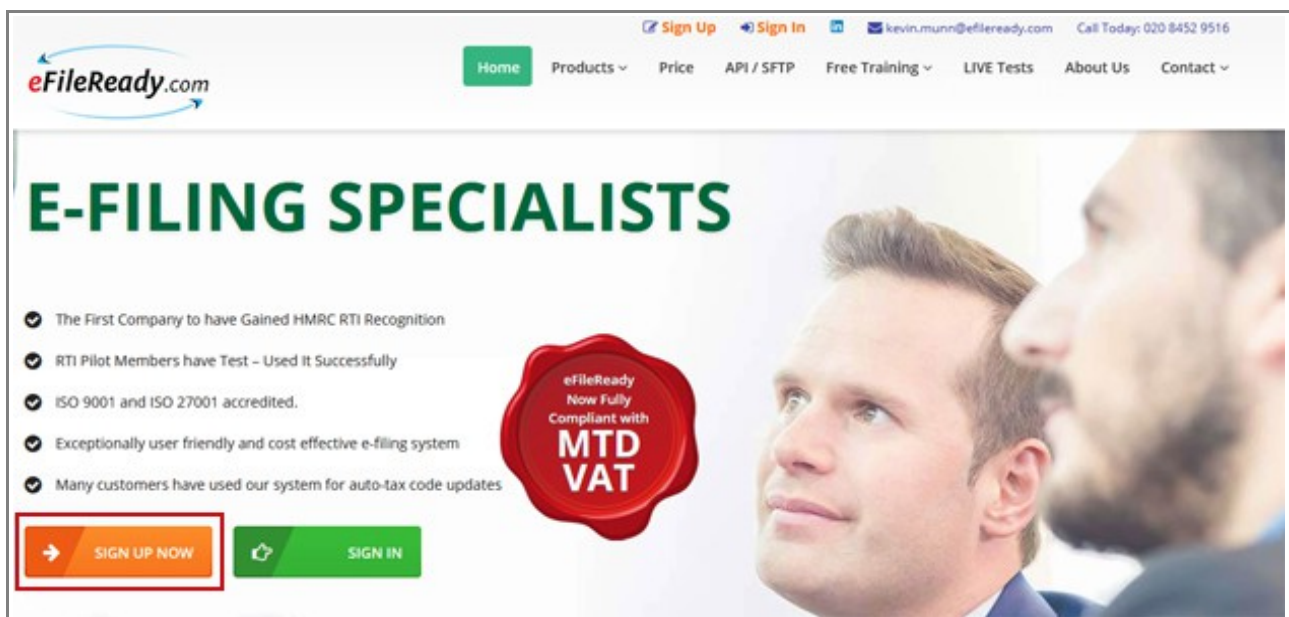 Sign Up Sign In kevin.munn@efileready.com Call Today: 020 8452 9516
eFileReady.com
Home Products Price API / SFTP Free Training LIVE Tests About Us Contact
E-FILING SPECIALISTS
The First Company to have Gained HMRC RTI Recognition
RTI Pilot Members have Test – Used It Successfully
ISO 9001 and ISO 27001 accredited.
Exceptionally user friendly and cost effective e-filing system
Many customers have used our system for auto-tax code updates
eFileReady
Now Fully
Compliant with
MTD
VAT
SIGN UP NOW SIGN IN